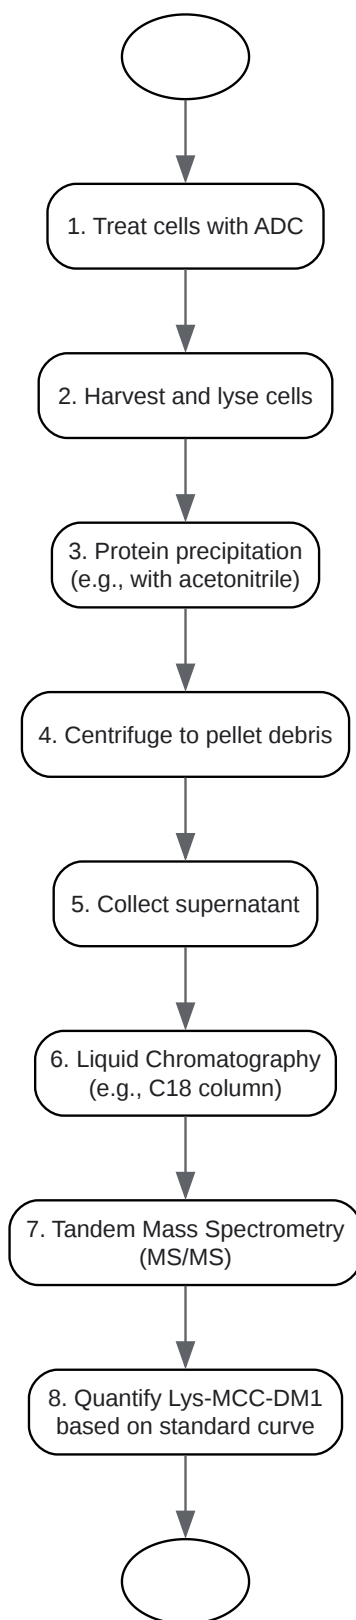 1. Treat cells with ADC
2. Harvest and lyse cells
3. Protein precipitation
(e.g., with acetonitrile)
4. Centrifuge to pellet debris
5. Collect supernatant
6. Liquid Chromatography
(e.g., C18 column)
7. Tandem Mass Spectrometry
(MS/MS)
8. Quantify Lys-MCC-DM1
based on standard curve